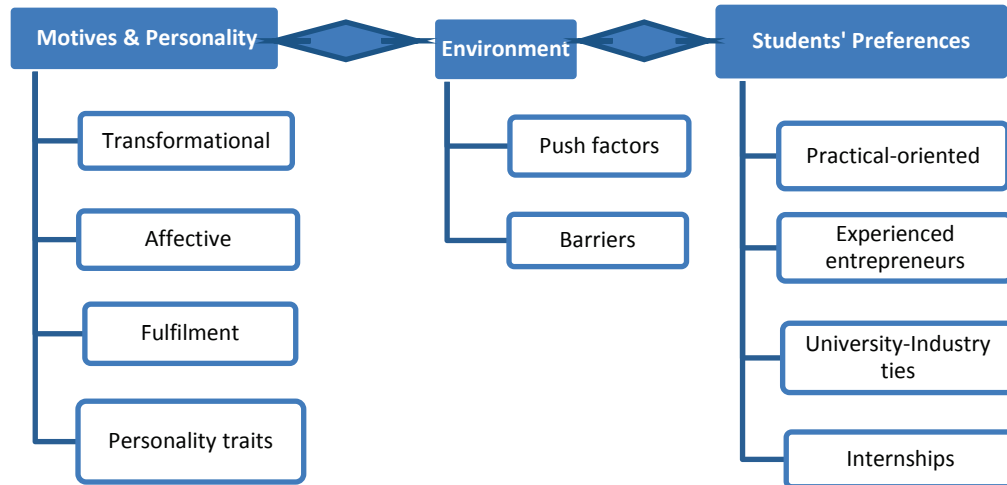 Motives & Personality
Transformational
Affective
Fulfilment
Personality traits
Environment
Push factors
Barriers
Students' Preferences
Practical-oriented
Experienced
entrepreneurs
University-Industry
ties
Internships